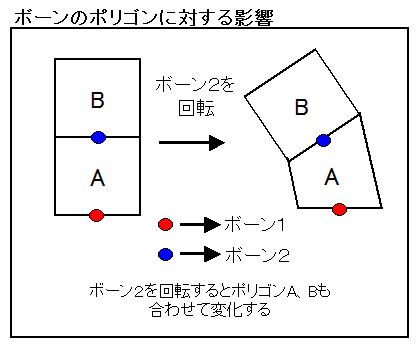 ボーンのポリゴンに対する影響
B
A
ボーン2を
回転
B
A
ボーン1
ボーン2
ボーン2を回転するとポリゴンA、Bも
合わせて変化する